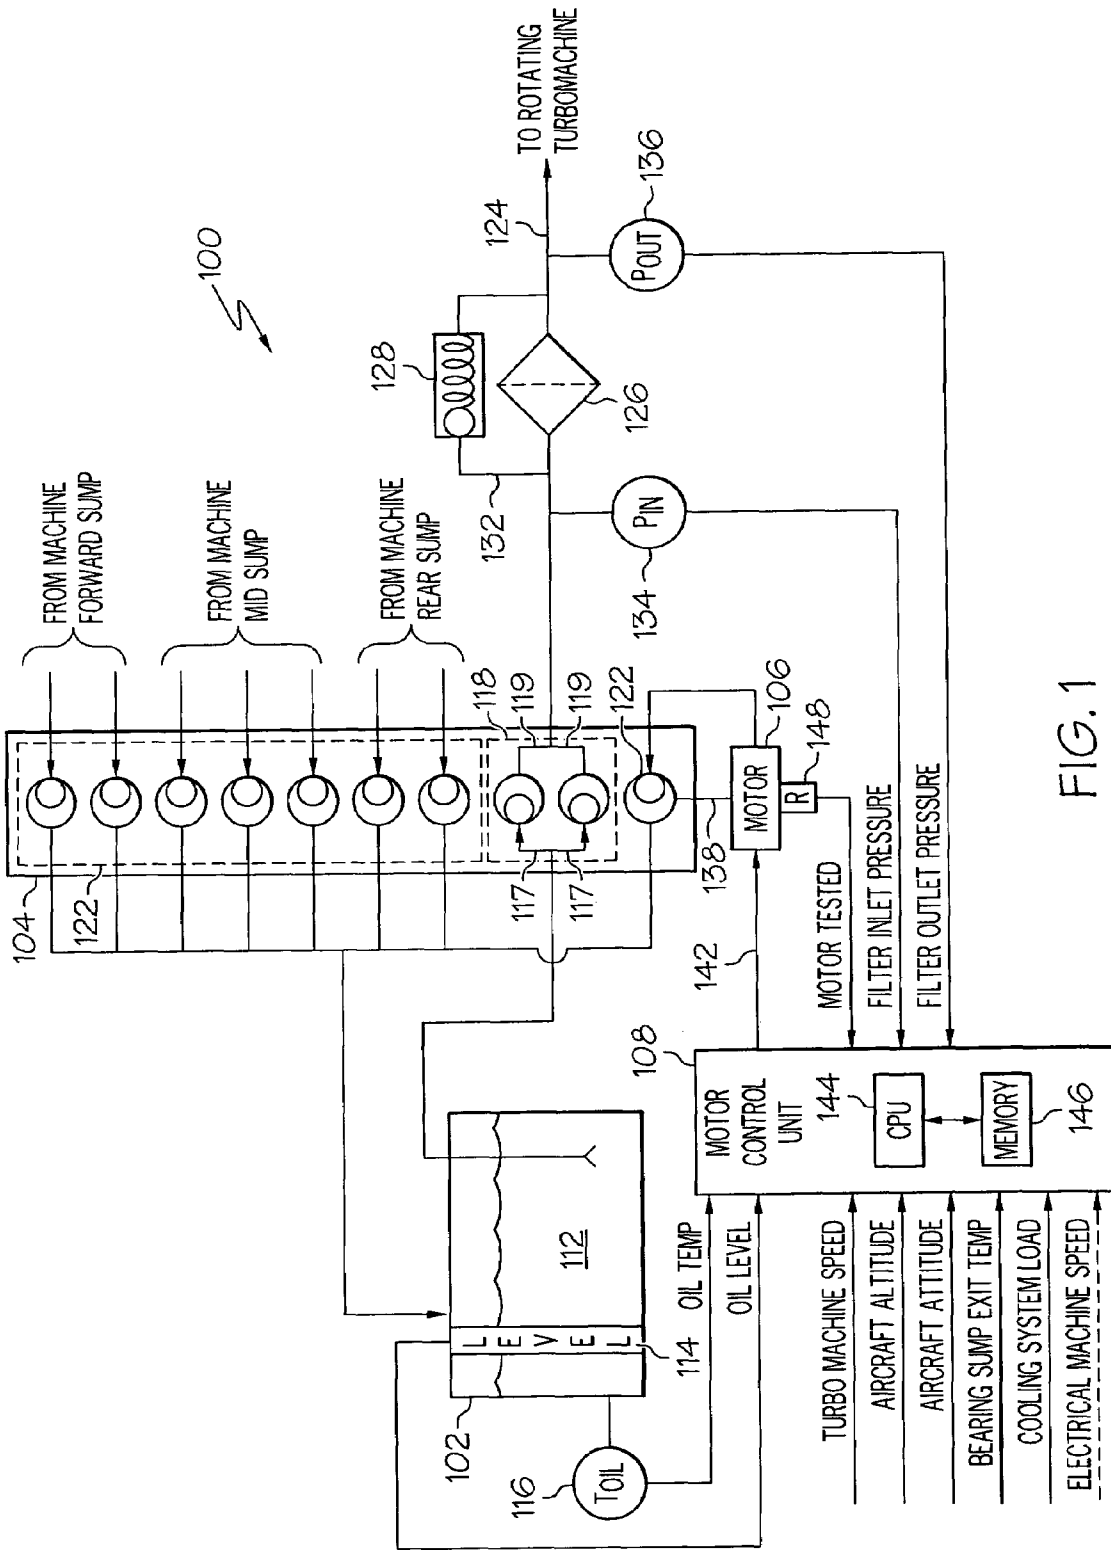 100
TO ROTATING
TURBOMACHINE
124
136
POUT
128
126
132
PIN
134
FROM MACHINE
FORWARD SUMP
FROM MACHINE
MID SUMP
FROM MACHINE
REAR SUMP
118
119
119
122
104
122
117
117
138
MOTOR
106
148
R
142
MOTOR TESTED
FILTER INLET PRESSURE
FILTER OUTLET PRESSURE
108
MOTOR
CONTROL
UNIT
144
CPU
MEMORY
146
112
LEVEL
114
102
116
TOIL
OIL TEMP
OIL LEVEL
TURBO MACHINE SPEED
AIRCRAFT ALTITUDE
AIRCRAFT ATTITUDE
BEARING SUMP EXIT TEMP
COOLING SYSTEM LOAD
ELECTRICAL MACHINE SPEED
FIG. 1